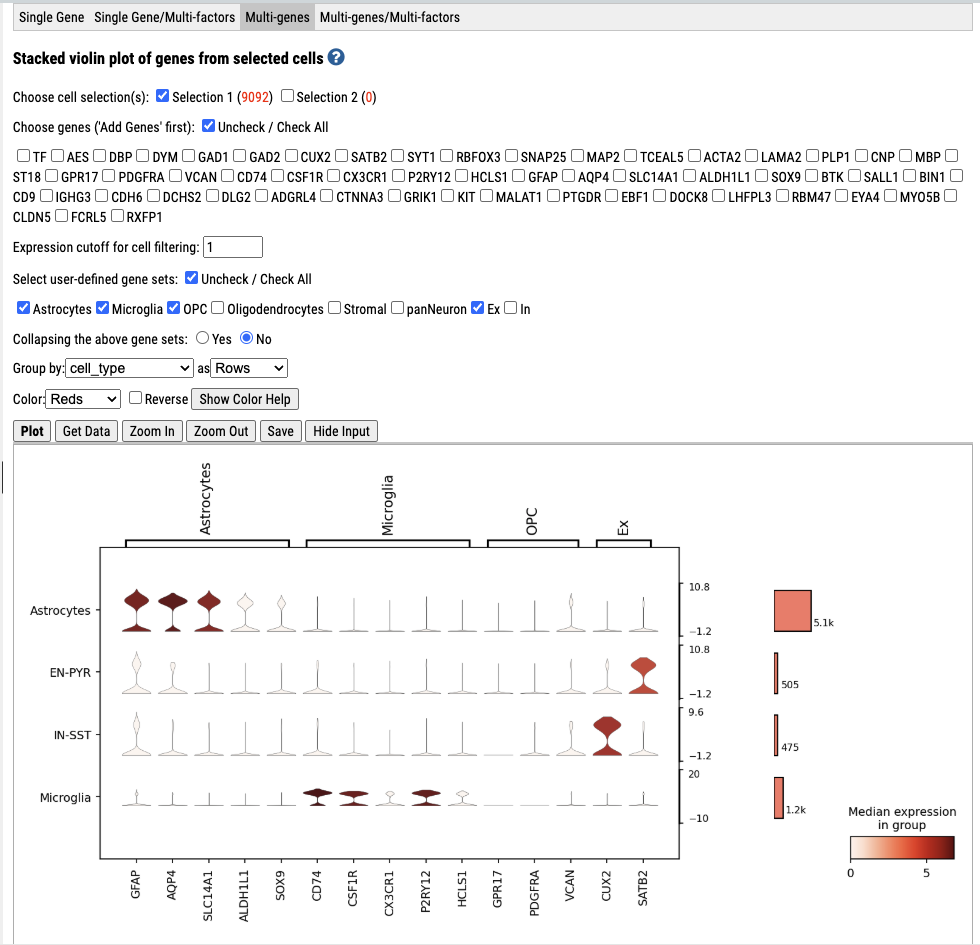 Single Gene Single Gene/Multi-factors Multi-genes Multi-genes/Multi-factors
Stacked violin plot of genes from selected cells ?
Choose cell selection(s): Selection 1 (9092) Selection 2 (0)
Choose genes ('Add Genes' first): Uncheck / Check All
TF AES DBP DYM GAD1 GAD2 CUX2 SATB2 SYT1 RBFOX3 SNAP25 MAP2 TCEAL5 ACTA2 LAMA2 PLP1 CNP MBP
ST18 GPR17 PDGFRA VCAN CD74 CSF1R CX3CR1 P2RY12 HCLS1 GFAP AQP4 SLC14A1 ALDH1L1 SOX9 BTK SALL1 BIN1
CD9 IGHG3 CDH6 DCHS2 DLG2 ADGRL4 CTNNA3 GRIK1 KIT MALAT1 PTGDR EBF1 DOCK8 LHFPL3 RBM47 EYA4 MYO5B
CLDN5 FCRL5 RXFP1
Expression cutoff for cell filtering: 1
Select user-defined gene sets: Uncheck / Check All
Astrocytes Microglia OPC Oligodendrocytes Stromal panNeuron Ex In
Collapsing the above gene sets: Yes No
Group by: cell_type as Rows
Color: Reds Reverse Show Color Help
Plot Get Data Zoom In Zoom Out Save Hide Input
Astrocytes Microglia OPC Ex
Astrocytes
10.8
−1.2
5.1k
EN-PYR
10.8
−1.2
505
IN-SST
9.6
−1.2
475
Microglia
20
−10
1.2k
Median expression
in group
0 5
GFAP AQP4 SLC14A1 ALDH1L1 SOX9 CD74 CSF1R CX3CR1 P2RY12 HCLS1 GPR17 PDGFRA VCAN CUX2 SATB2